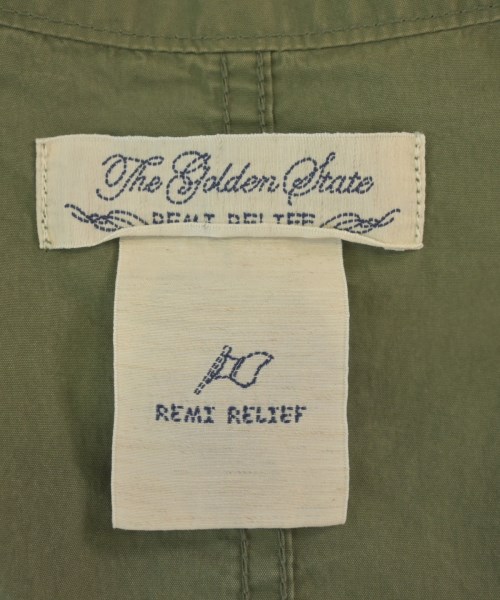 The Golden State
REMI RELIEF
REMI RELIEF